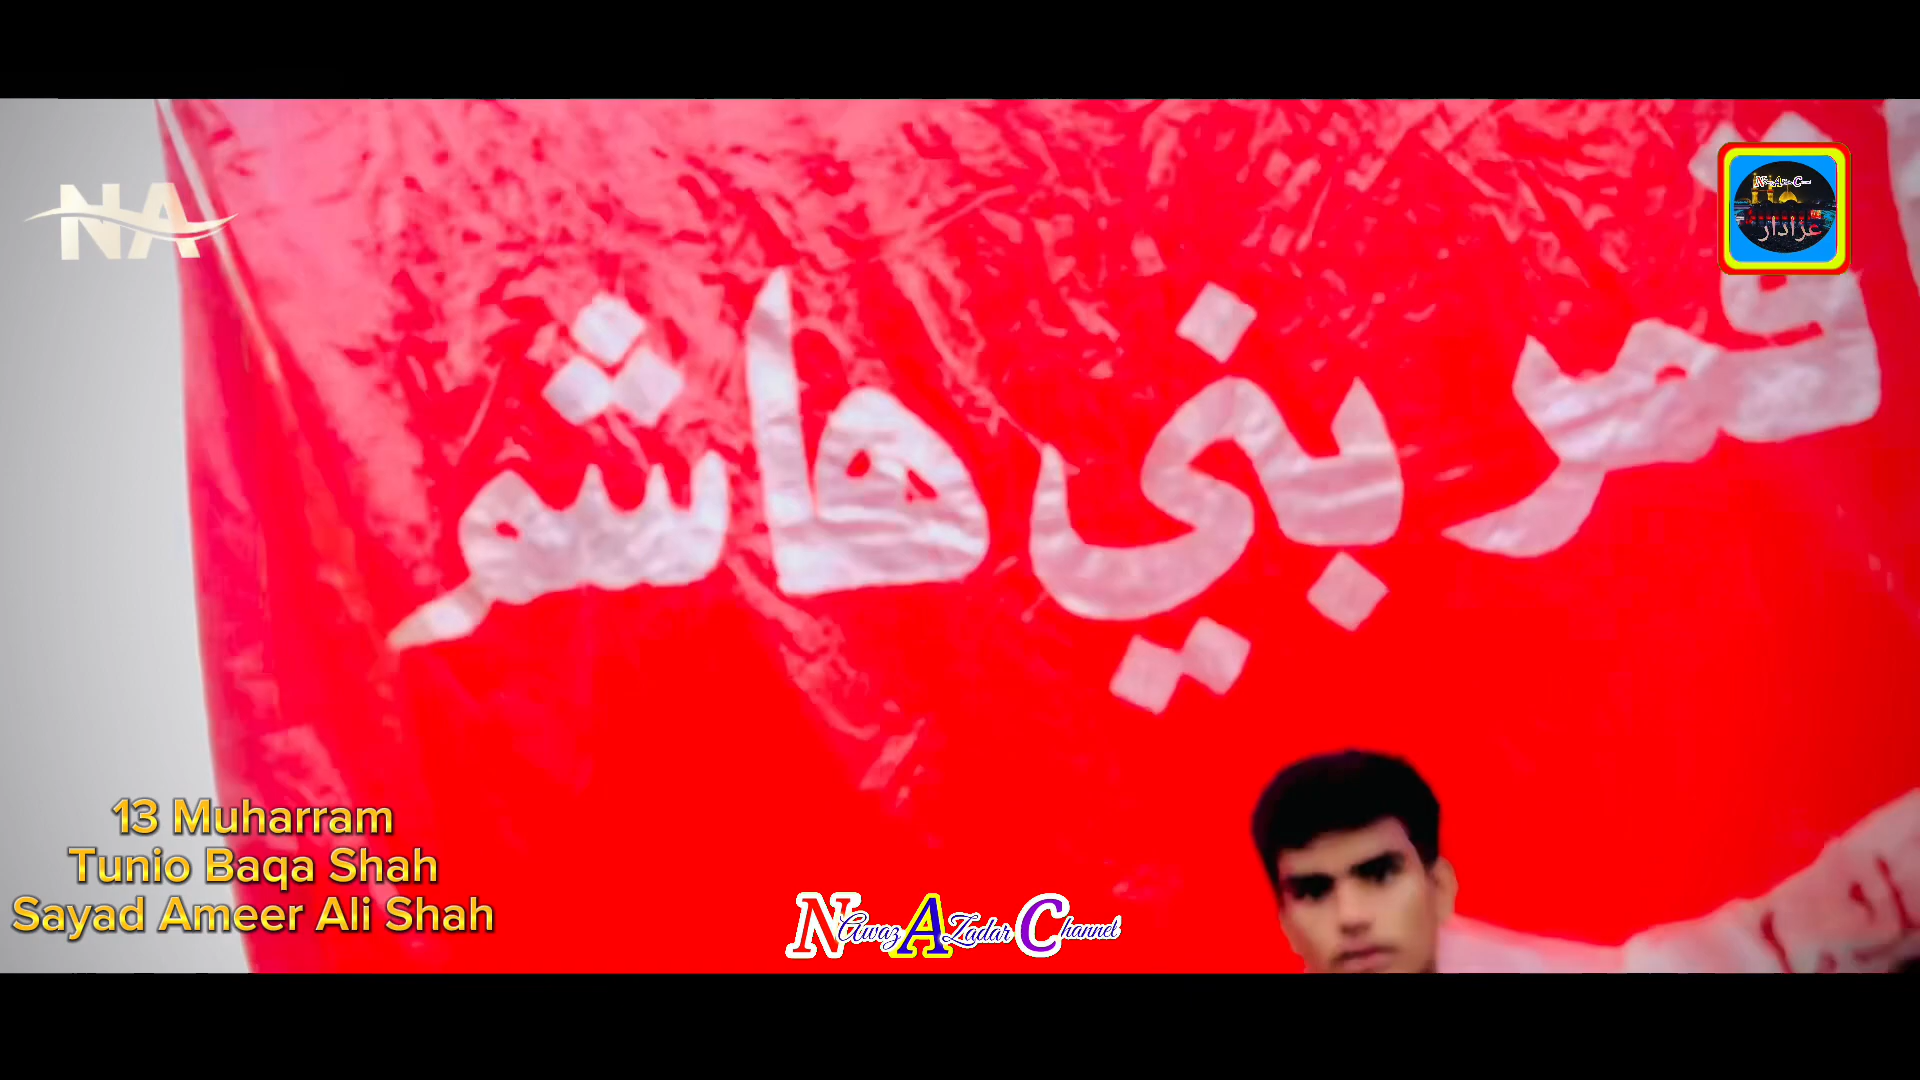 NA
N A C
عزادار
قمر بني هاشم
13 Muharram
Tunio Baqa Shah
Sayad Ameer Ali Shah
NAwaz AZadar Channel